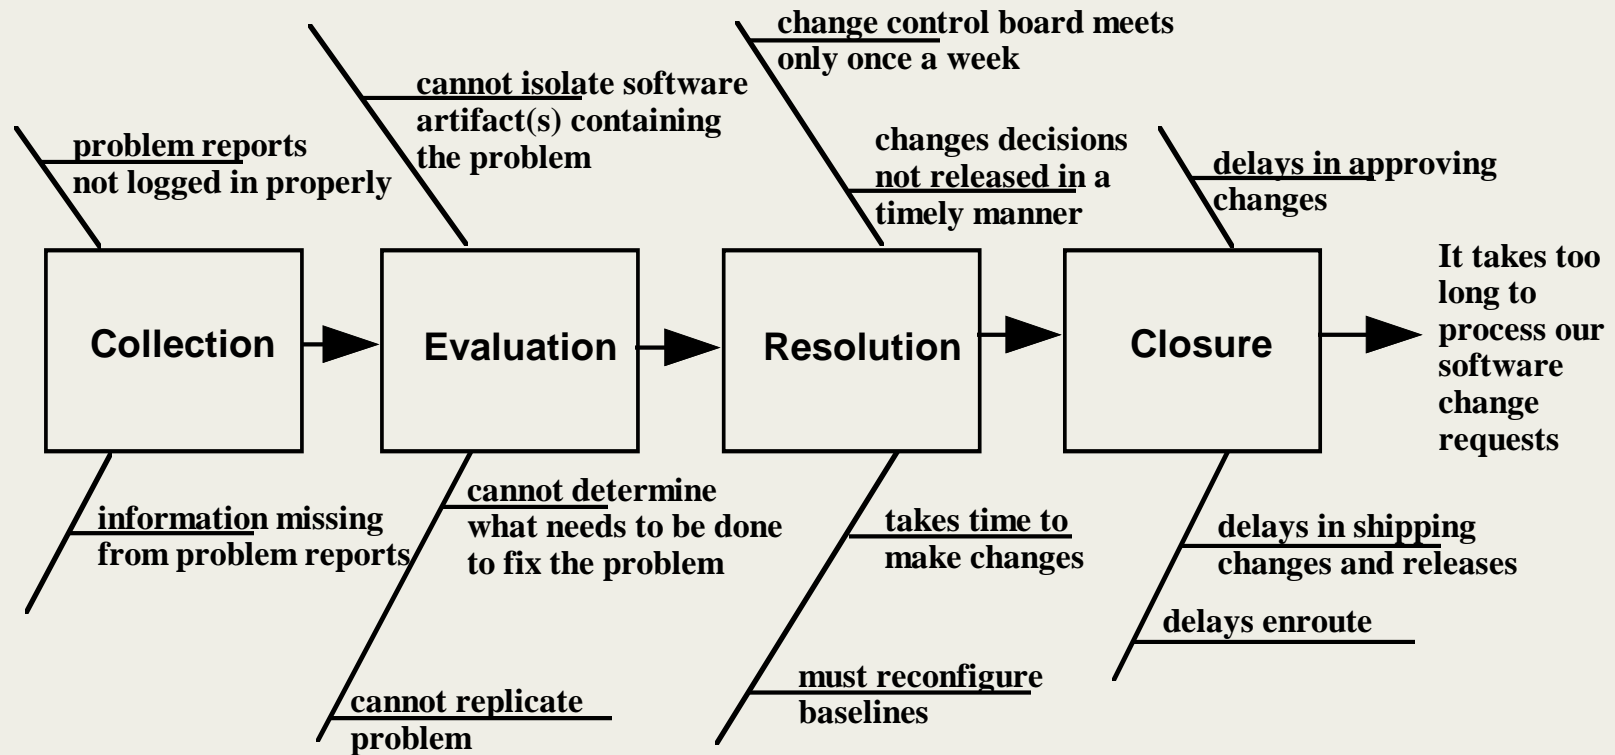 change control board meets
only once a week
cannot isolate software
artifact(s) containing
the problem
problem reports
not logged in properly
changes decisions
not released in a
timely manner
delays in approving
changes
Collection
Evaluation
Resolution
Closure
It takes too
long to
process our
software
change
requests
information missing
from problem reports
cannot determine
what needs to be done
to fix the problem
cannot replicate
problem
takes time to
make changes
must reconfigure
baselines
delays in shipping
changes and releases
delays enroute